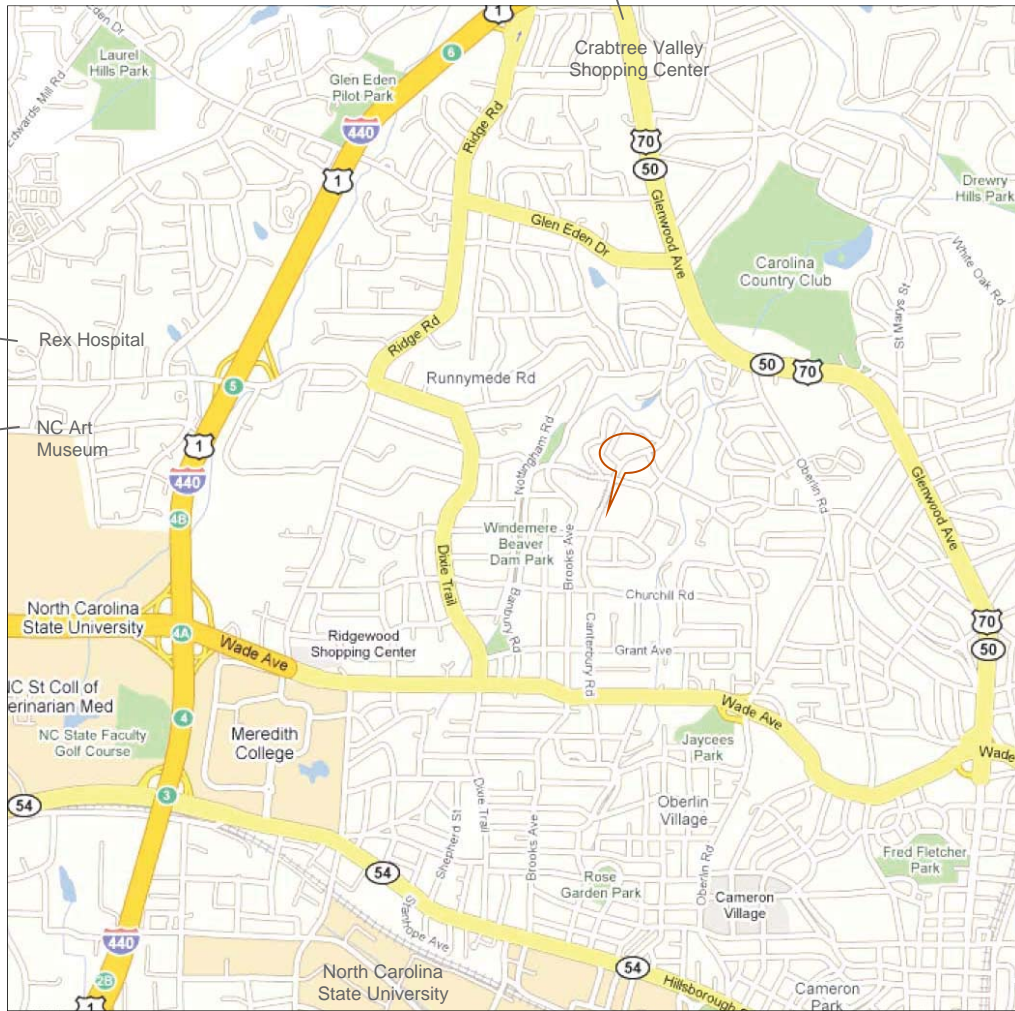 1
Eden Dr
Laurel
Hills Park
Edwards Mill Rd
6
Glen Eden
Pilot Park
440
1
Ridge Rd
Crabtree Valley
Shopping Center
70
50
Glenwood Ave
Glen Eden Dr
Drewry
Hills Park
Carolina
Country Club
White Oak Rd
St Marys St
Rex Hospital
Ridge Rd
Runnymede Rd
5
50
70
NC Art
Museum
1
440
4B
Nottingham Rd
Oberlin Rd
Glenwood Ave
Windemere
Beaver
Dam Park
Brooks Ave
Dixie Trail
Banbury Rd
Churchill Rd
Canterbury Rd
Grant Ave
North Carolina
State University
4A
Wade Ave
Ridgewood
Shopping Center
70
50
NC St Coll of
erinarian Med
NC State Faculty
Golf Course
4
Meredith
College
Wade Ave
Jaycees
Park
Wade
54
3
Dixie Trail
Shepherd St
Brooks Ave
Oberlin
Village
Oberlin Rd
Fred Fletcher
Park
54
Rose
Garden Park
Cameron
Village
Stanhope Ave
440
2B
1
North Carolina
State University
54
Hillsborough S
Cameron
Park